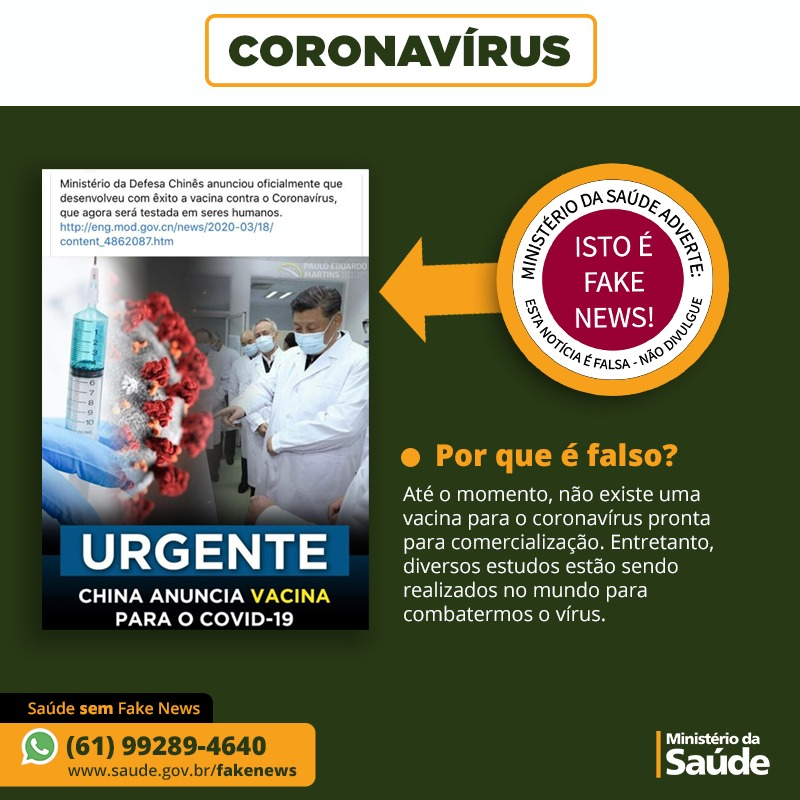 CORONAVÍRUS
Ministério da Defesa Chinês anunciou oficialmente que
desenvolveu com êxito a vacina contra o Coronavírus,
que agora será testada em seres humanos.
http://eng.mod.gov.cn/news/2020-03/18/
content_4862087.htm
PAULO EDUARDO
MARTINS
URGENTE
CHINA ANUNCIA VACINA
PARA O COVID-19
MINISTÉRIO DA SAÚDE ADVERTE:
ISTO É
FAKE
NEWS!
ESTA NOTÍCIA É FALSA - NÃO DIVULGUE
Por que é falso?
Até o momento, não existe uma
vacina para o coronavírus pronta
para comercialização. Entretanto,
diversos estudos estão sendo
realizados no mundo para
combatermos o vírus.
Saúde sem Fake News
(61) 99289-4640
www.saude.gov.br/fakenews
Ministério da
Saúde